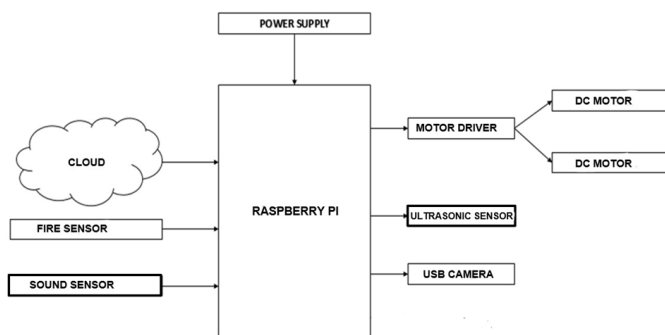 POWER SUPPLY
CLOUD
FIRE SENSOR
SOUND SENSOR
RASPBERRY PI
MOTOR DRIVER
DC MOTOR
DC MOTOR
ULTRASONIC SENSOR
USB CAMERA